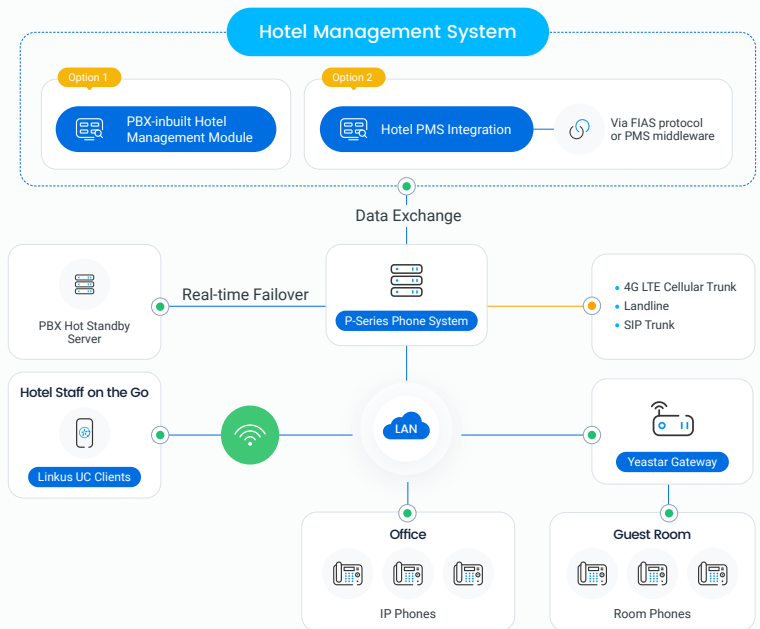 Hotel Management System
Option 1
PBX-inbuilt Hotel
Management Module
Option 2
Hotel PMS Integration
Via FIAS protocol
or PMS middleware
Data Exchange
PBX Hot Standby
Server
Real-time Failover
P-Series Phone System
4G LTE Cellular Trunk
Landline
SIP Trunk
Hotel Staff on the Go
Linkus UC Clients
LAN
Yeastar Gateway
Office
IP Phones
Guest Room
Room Phones